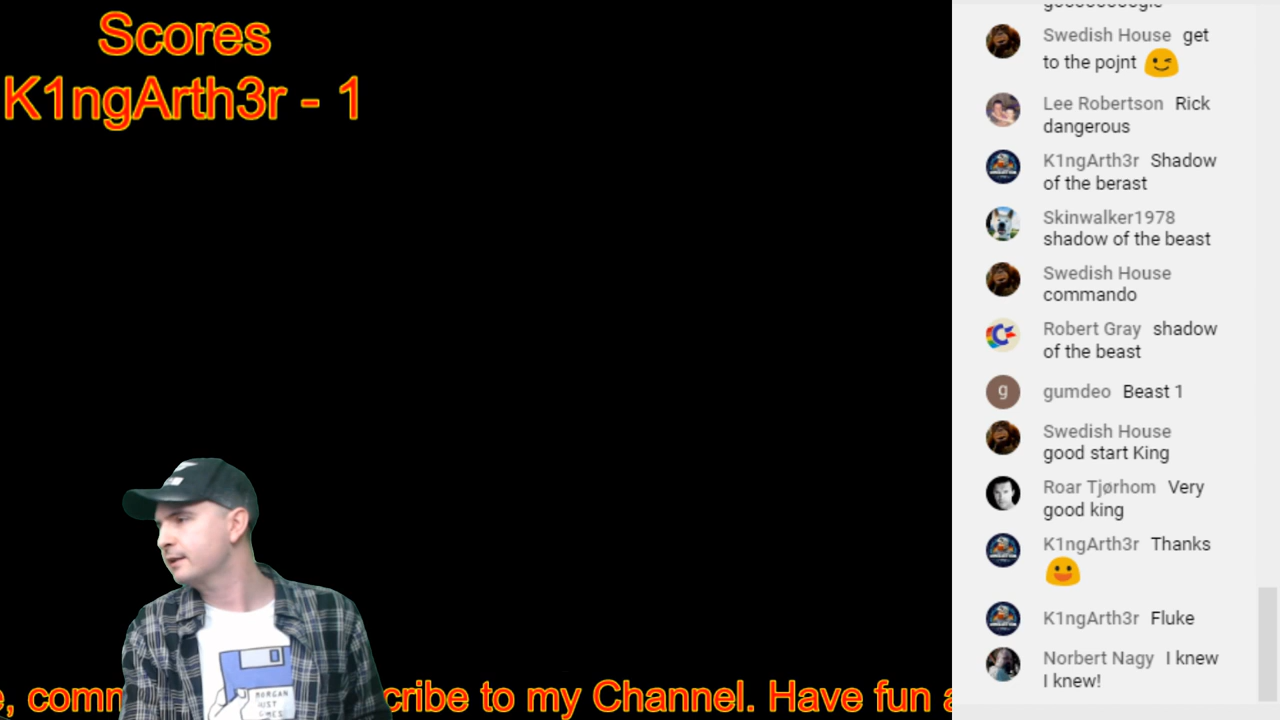 Scores
K1ngArth3r - 1
Swedish House get
to the pojnt
Lee Robertson Rick
dangerous
K1ngArth3r Shadow
of the berast
Skinwalker1978
shadow of the beast
Swedish House
commando
Robert Gray shadow
of the beast
g gumdeo Beast 1
Swedish House
good start King
Roar Tjørhom Very
good king
K1ngArth3r Thanks
K1ngArth3r Fluke
Norbert Nagy I knew
I knew!
MORGAN
JUST
GAMES
e, comm cribe to my Channel. Have fun a